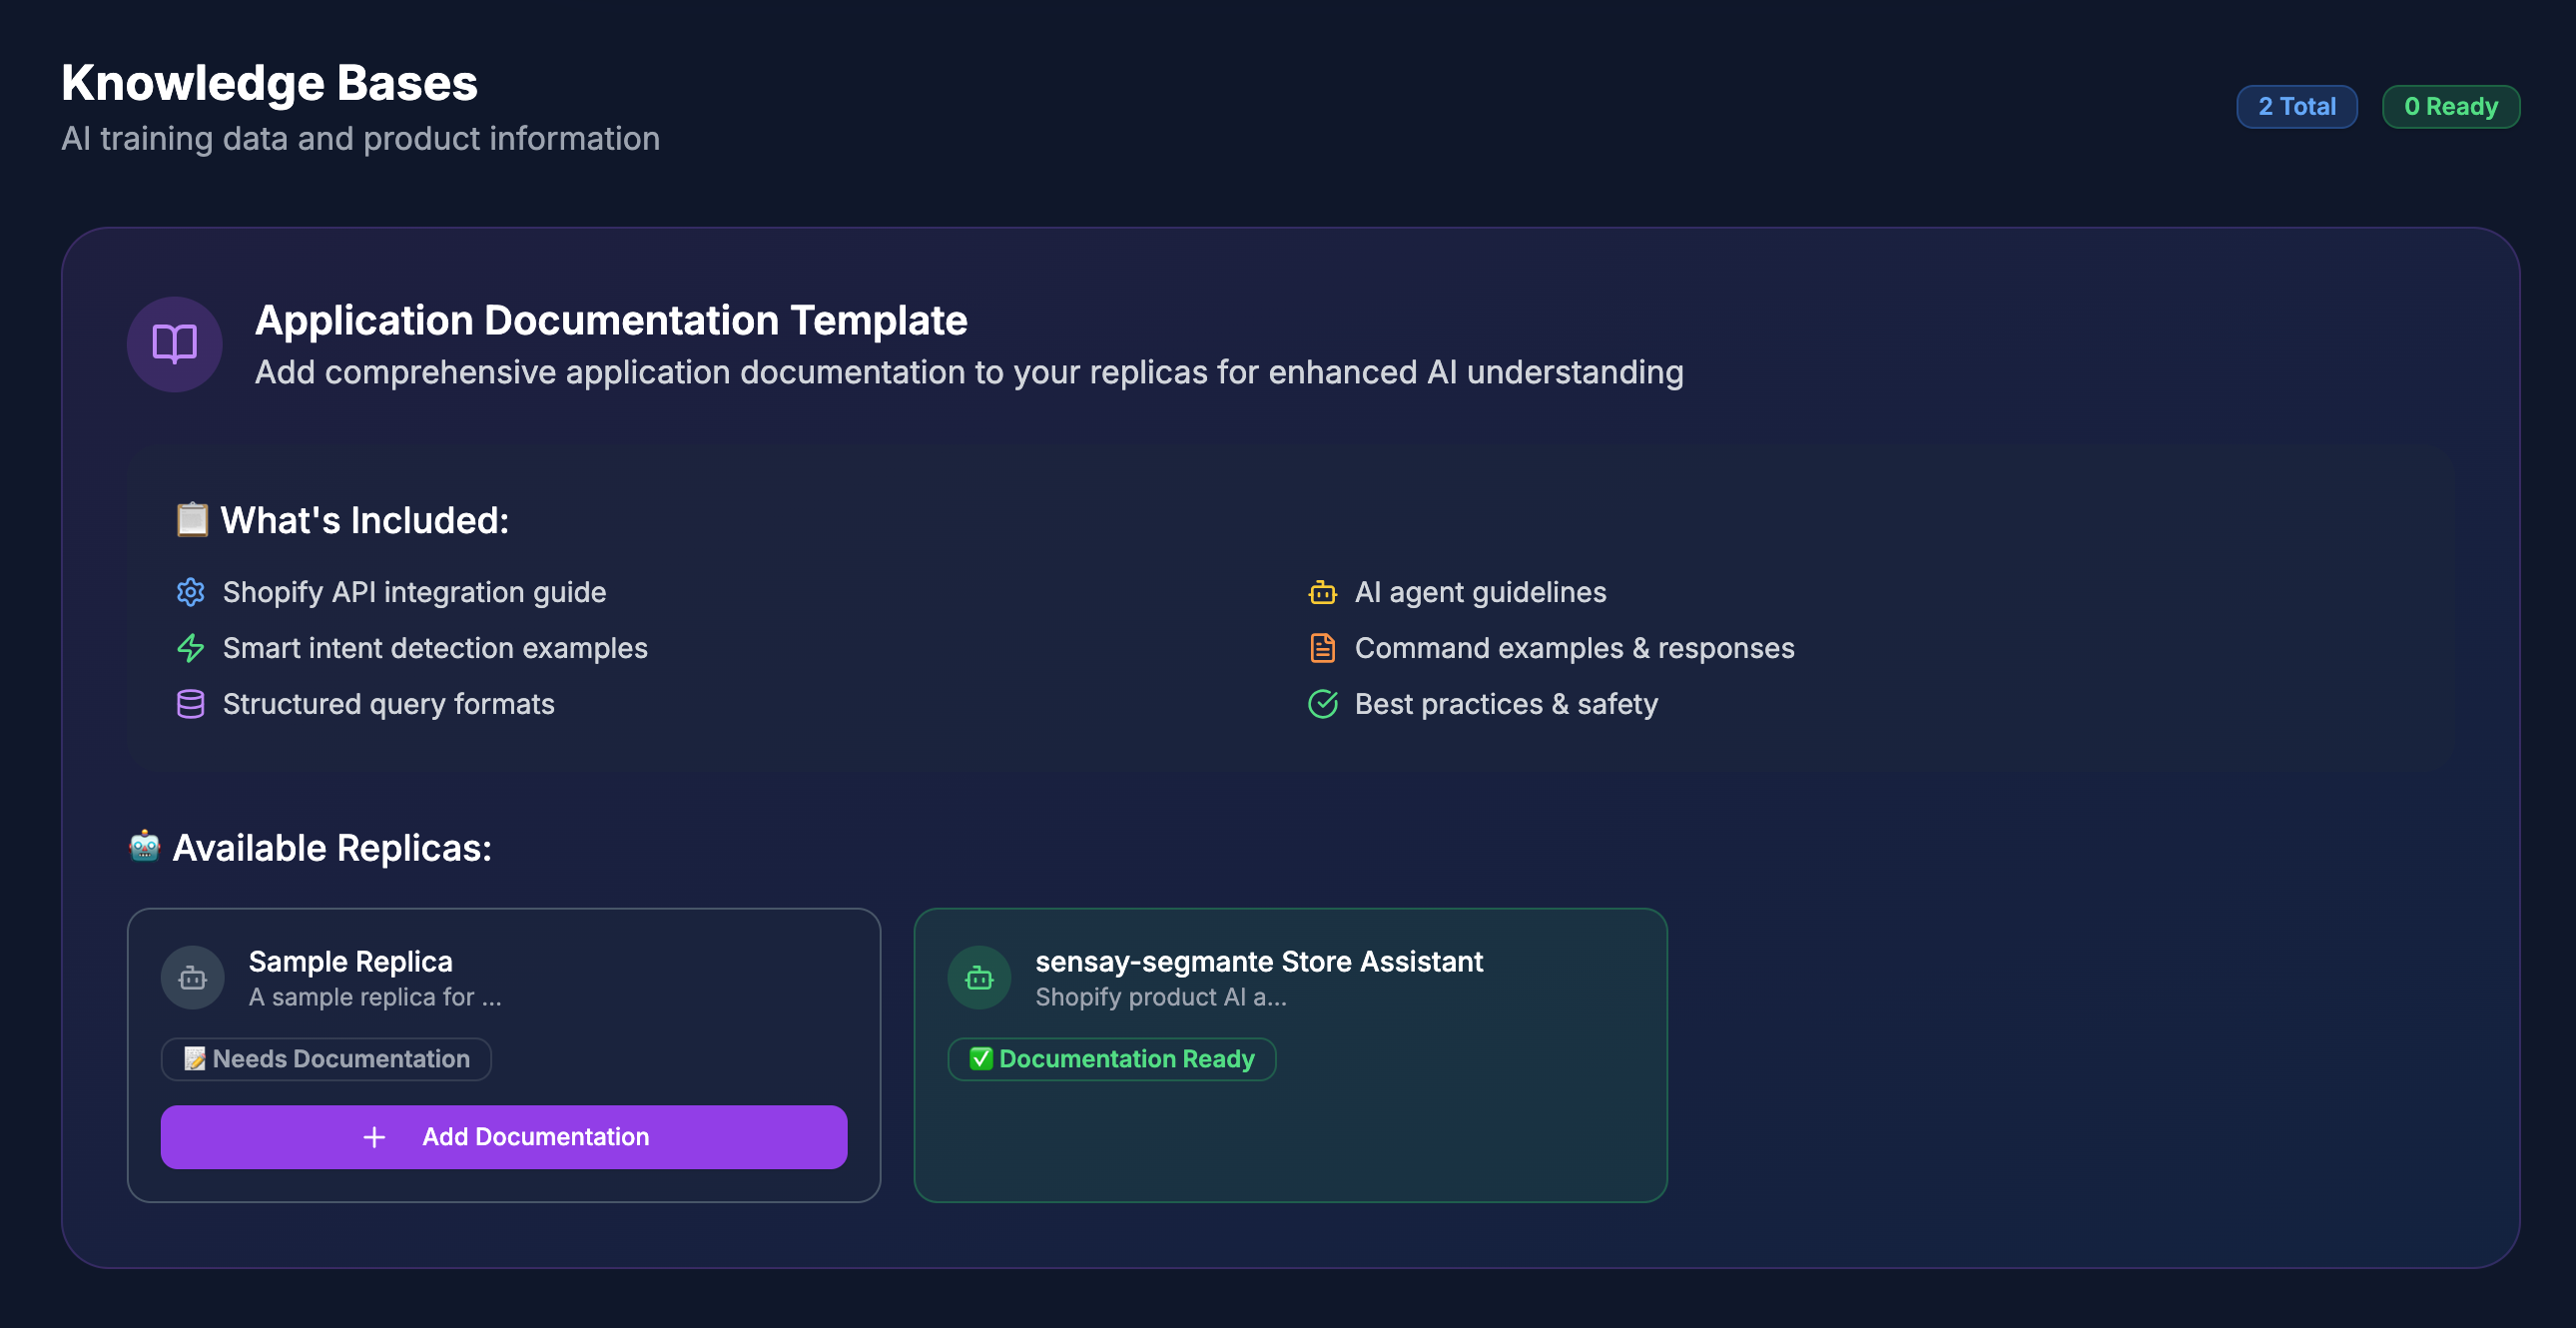 Knowledge Bases
AI training data and product information
2 Total
0 Ready
Application Documentation Template
Add comprehensive application documentation to your replicas for enhanced AI understanding
📋 What's Included:
Shopify API integration guide
Smart intent detection examples
Structured query formats
AI agent guidelines
Command examples & responses
Best practices & safety
🤖 Available Replicas:
Sample Replica
A sample replica for ...
📝 Needs Documentation
+ Add Documentation
sensay-segmante Store Assistant
Shopify product AI a...
✅ Documentation Ready